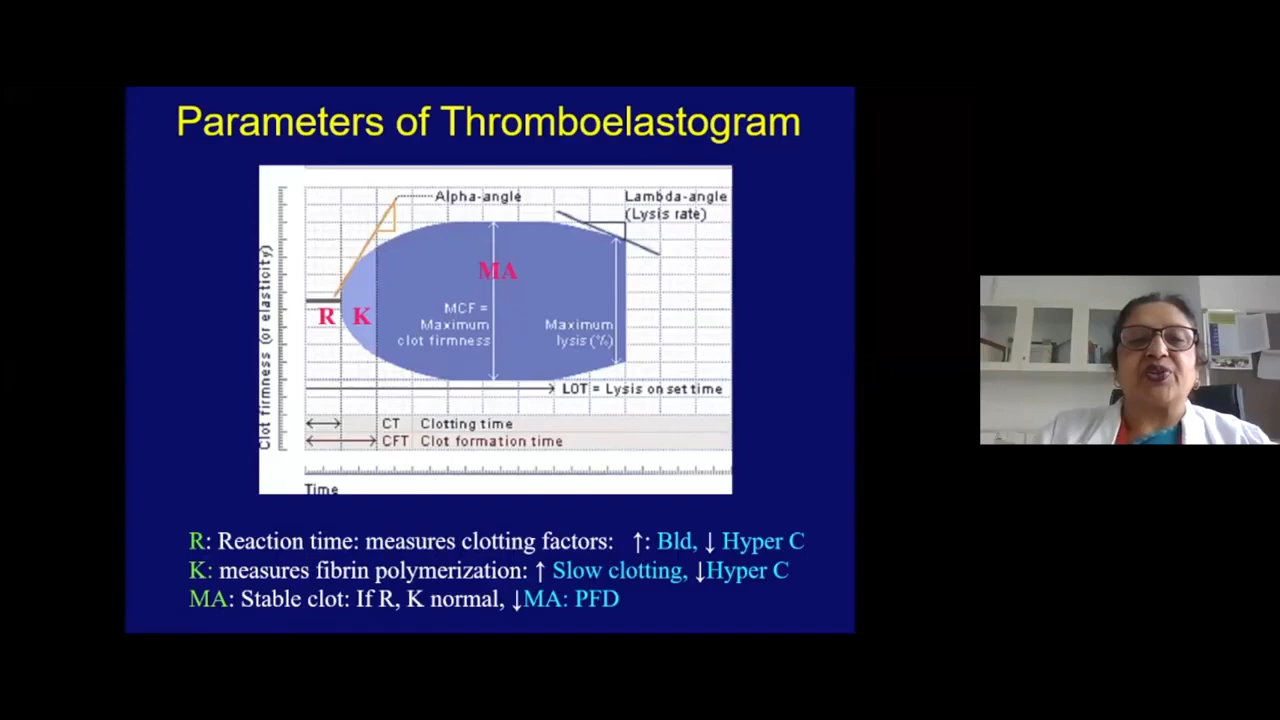 Parameters of Thromboelastogram
Alpha-angle
Lambda-angle
(Lysis rate)
Clot firmness (or elasticity)
MA
R K
MCF =
Maximum
clot firmness
Maximum
lysis (%)
LOT = Lysis on set time
CT Clotting time
CFT Clot formation time
Time
R: Reaction time: measures clotting factors: ↑: Bld, ↓ Hyper C
K: measures fibrin polymerization: ↑ Slow clotting, ↓Hyper C
MA: Stable clot: If R, K normal, ↓MA: PFD